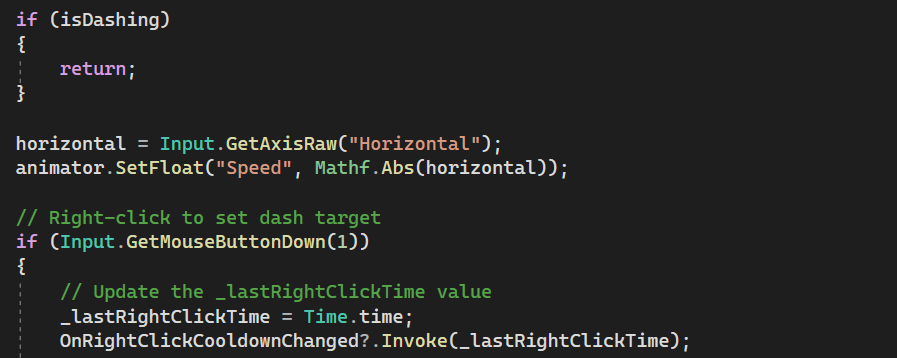 if (isDashing)
{
return;
}
horizontal = Input.GetAxisRaw("Horizontal");
animator.SetFloat("Speed", Mathf.Abs(horizontal));
// Right-click to set dash target
if (Input.GetMouseButtonDown(1))
{
// Update the _lastRightClickTime value
_lastRightClickTime = Time.time;
OnRightClickCooldownChanged?.Invoke(_lastRightClickTime);